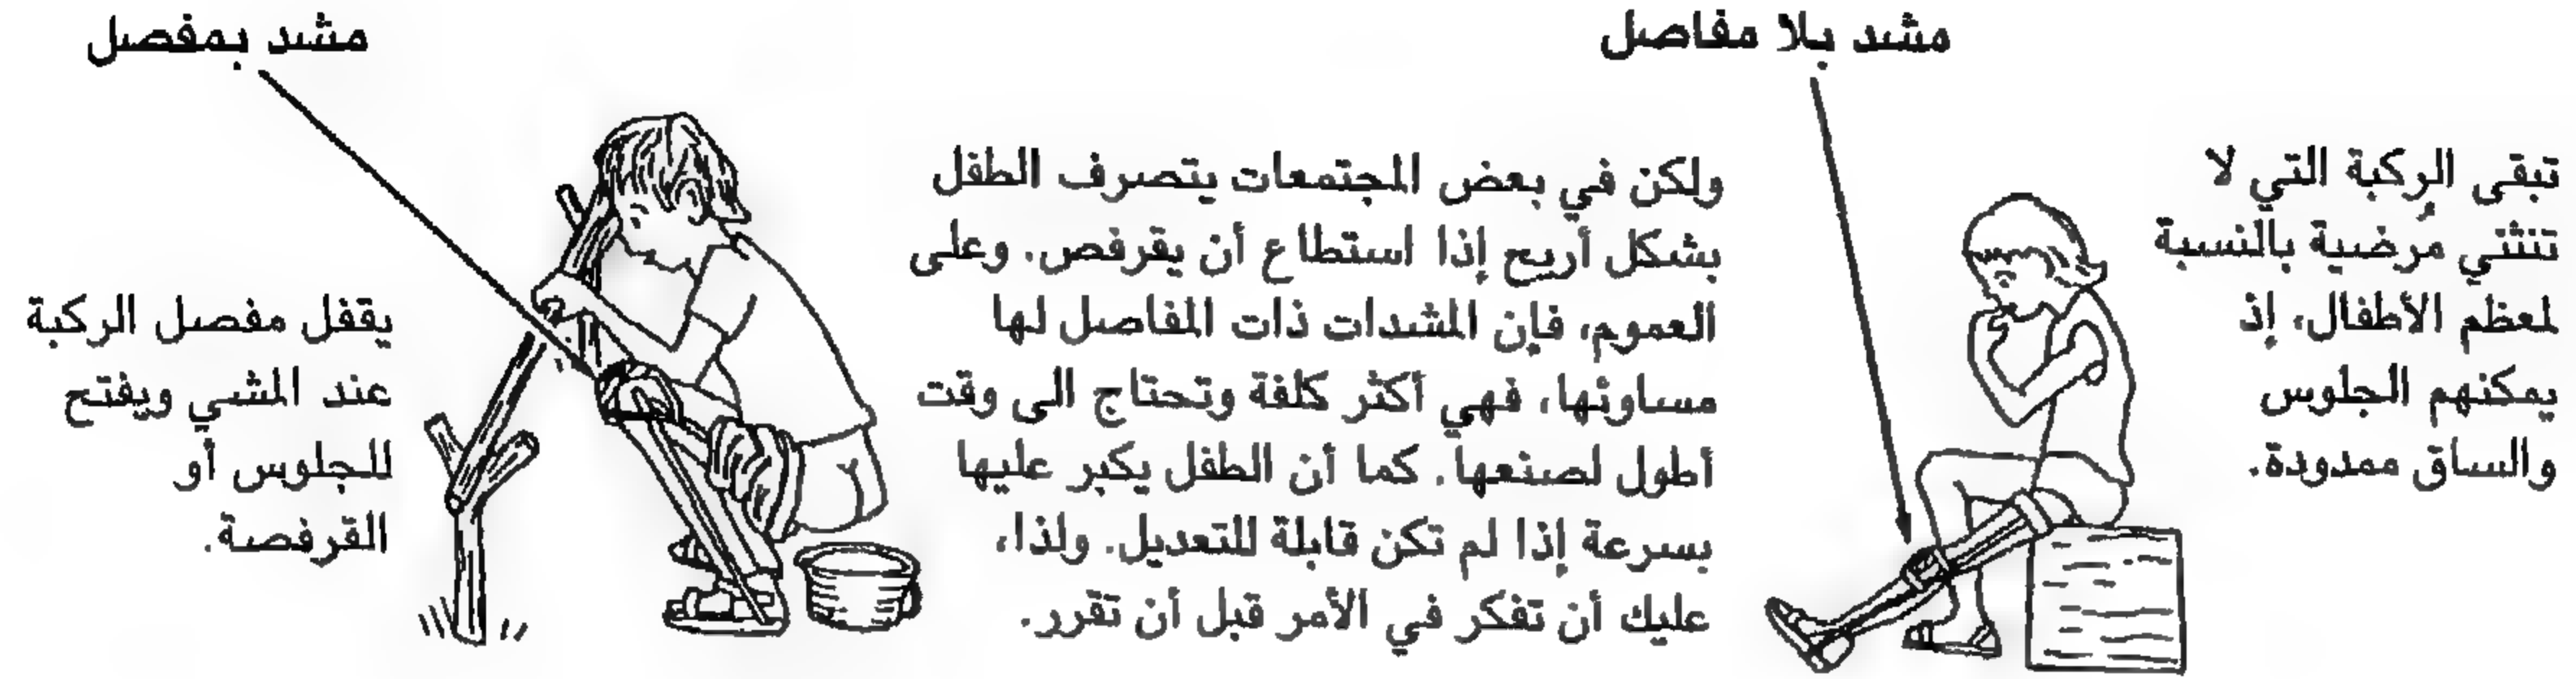 مشد بلا مفاصل
تبقى الركبة التي لا
تنثني مُرضية بالنسبة
لمعظم الأطفال، إذ
يمكنهم الجلوس
والساق ممدودة.
ولكن في بعض المجتمعات يتصرف الطفل
بشكل أريح إذا استطاع أن يقرفص. وعلى
العموم، فإن المشدات ذات المفاصل لها
مساوئها، فهي أكثر كلفة وتحتاج الى وقت
أطول لصنعها. كما أن الطفل يكبر عليها
بسرعة إذا لم تكن قابلة للتعديل. ولذا،
عليك أن تفكر في الأمر قبل أن تقرر.
مشد بمفصل
يقفل مفصل الركبة
عند المشي ويفتح
للجلوس أو
القرفصة.